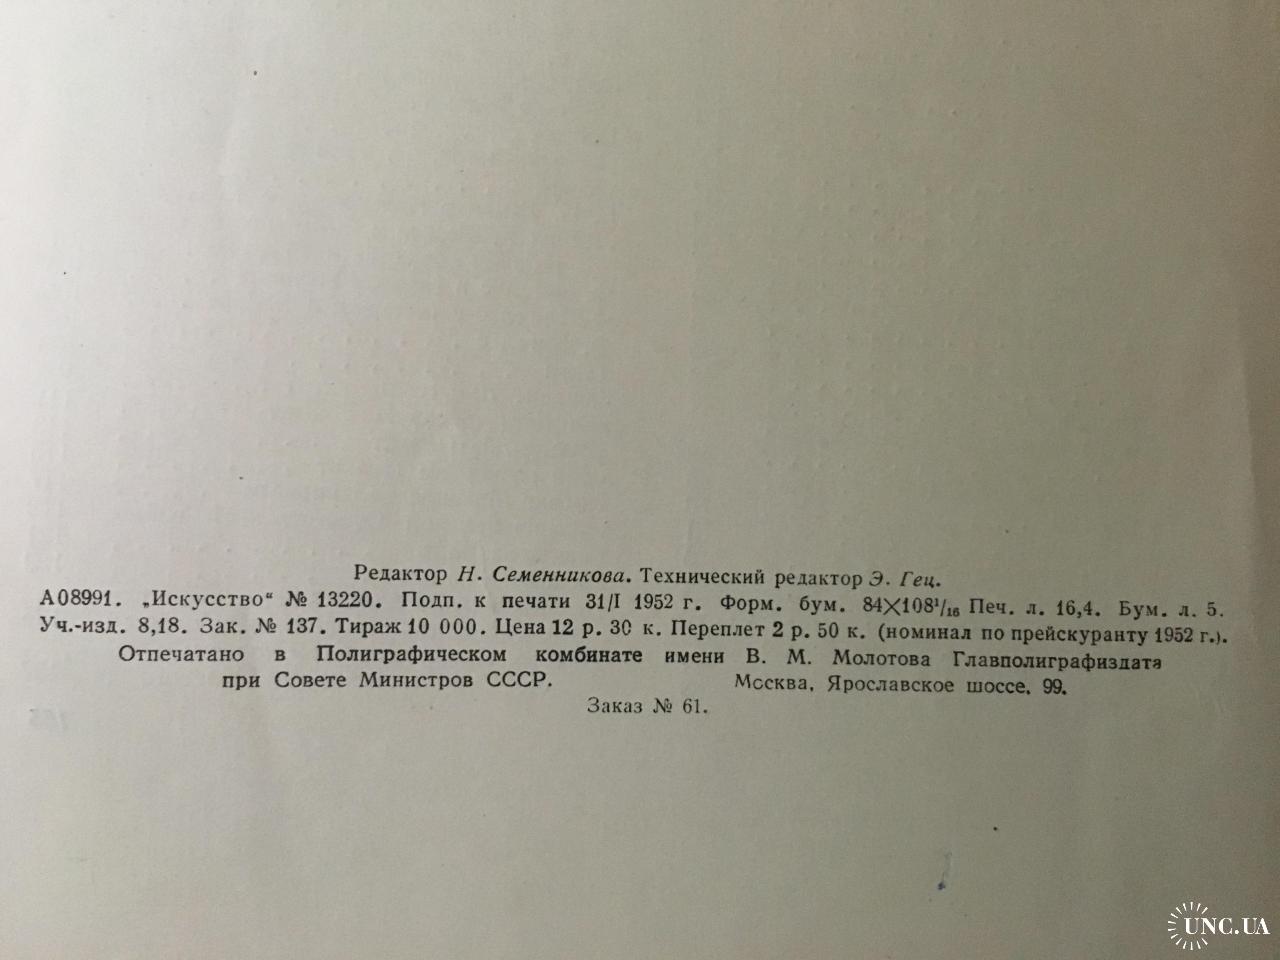 Редактор Н. Семенникова. Технический редактор Э. Гец.
А08991. „Искусство“ № 13220. Подп. к печати 31/I 1952 г. Форм. бум. 84×108¹/₁₆ Печ. л. 16,4. Бум. л. 5.
Уч.-изд. 8,18. Зак. № 137. Тираж 10 000. Цена 12 р. 30 к. Переплет 2 р. 50 к. (номинал по прейскуранту 1952 г.).
Отпечатано в Полиграфическом комбинате имени В. М. Молотова Главполиграфиздата
при Совете Министров СССР. Москва, Ярославское шоссе, 99.
Заказ № 61.
UNC.UA